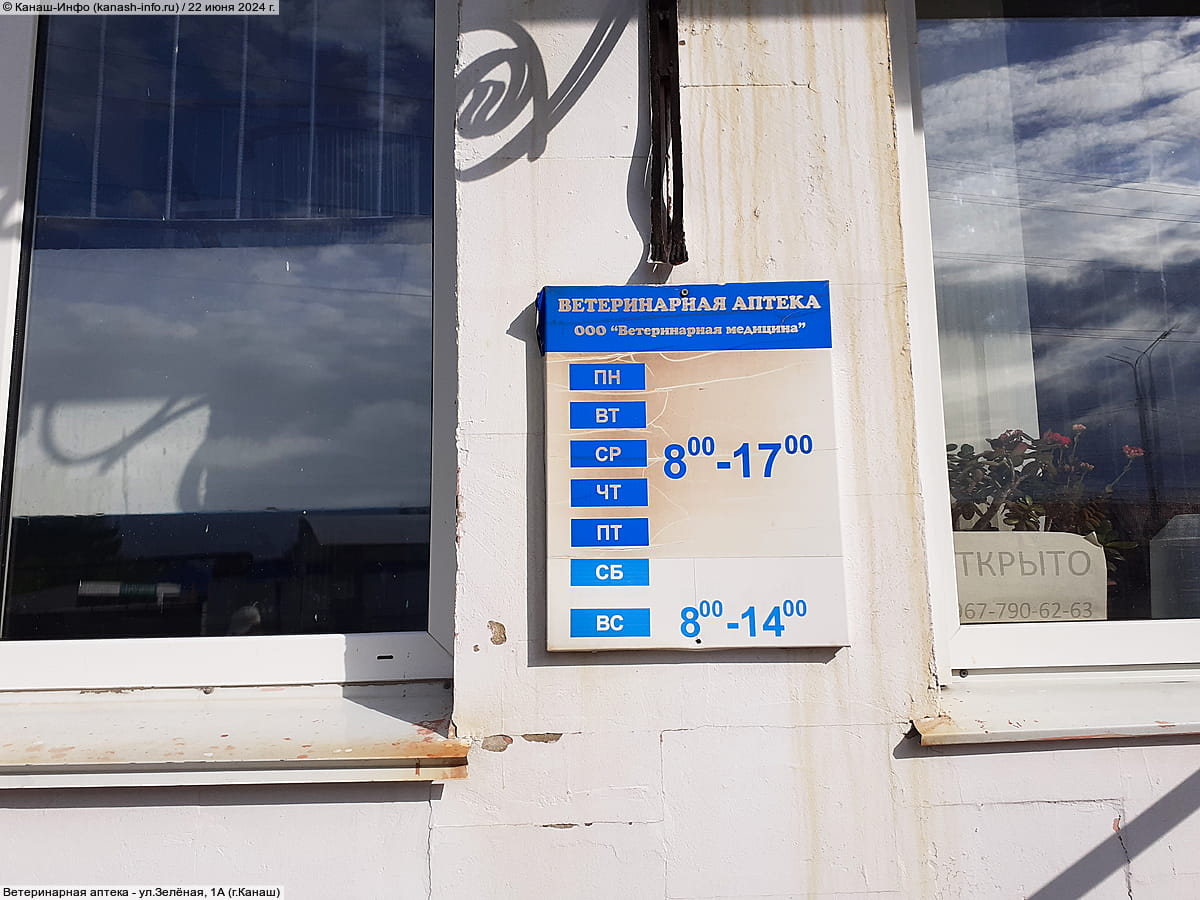 © Канаш-Инфо (kanash-info.ru) / 22 июня 2024 г.
ВЕТЕРИНАРНАЯ АПТЕКА
ООО "Ветеринарная медицина"
ПН
ВТ
СР
8⁰⁰-17⁰⁰
ЧТ
ПТ
СБ
ВС
8⁰⁰-14⁰⁰
ТКРЫТО
967-790-62-63
Ветеринарная аптека - ул.Зелёная, 1А (г.Канаш)